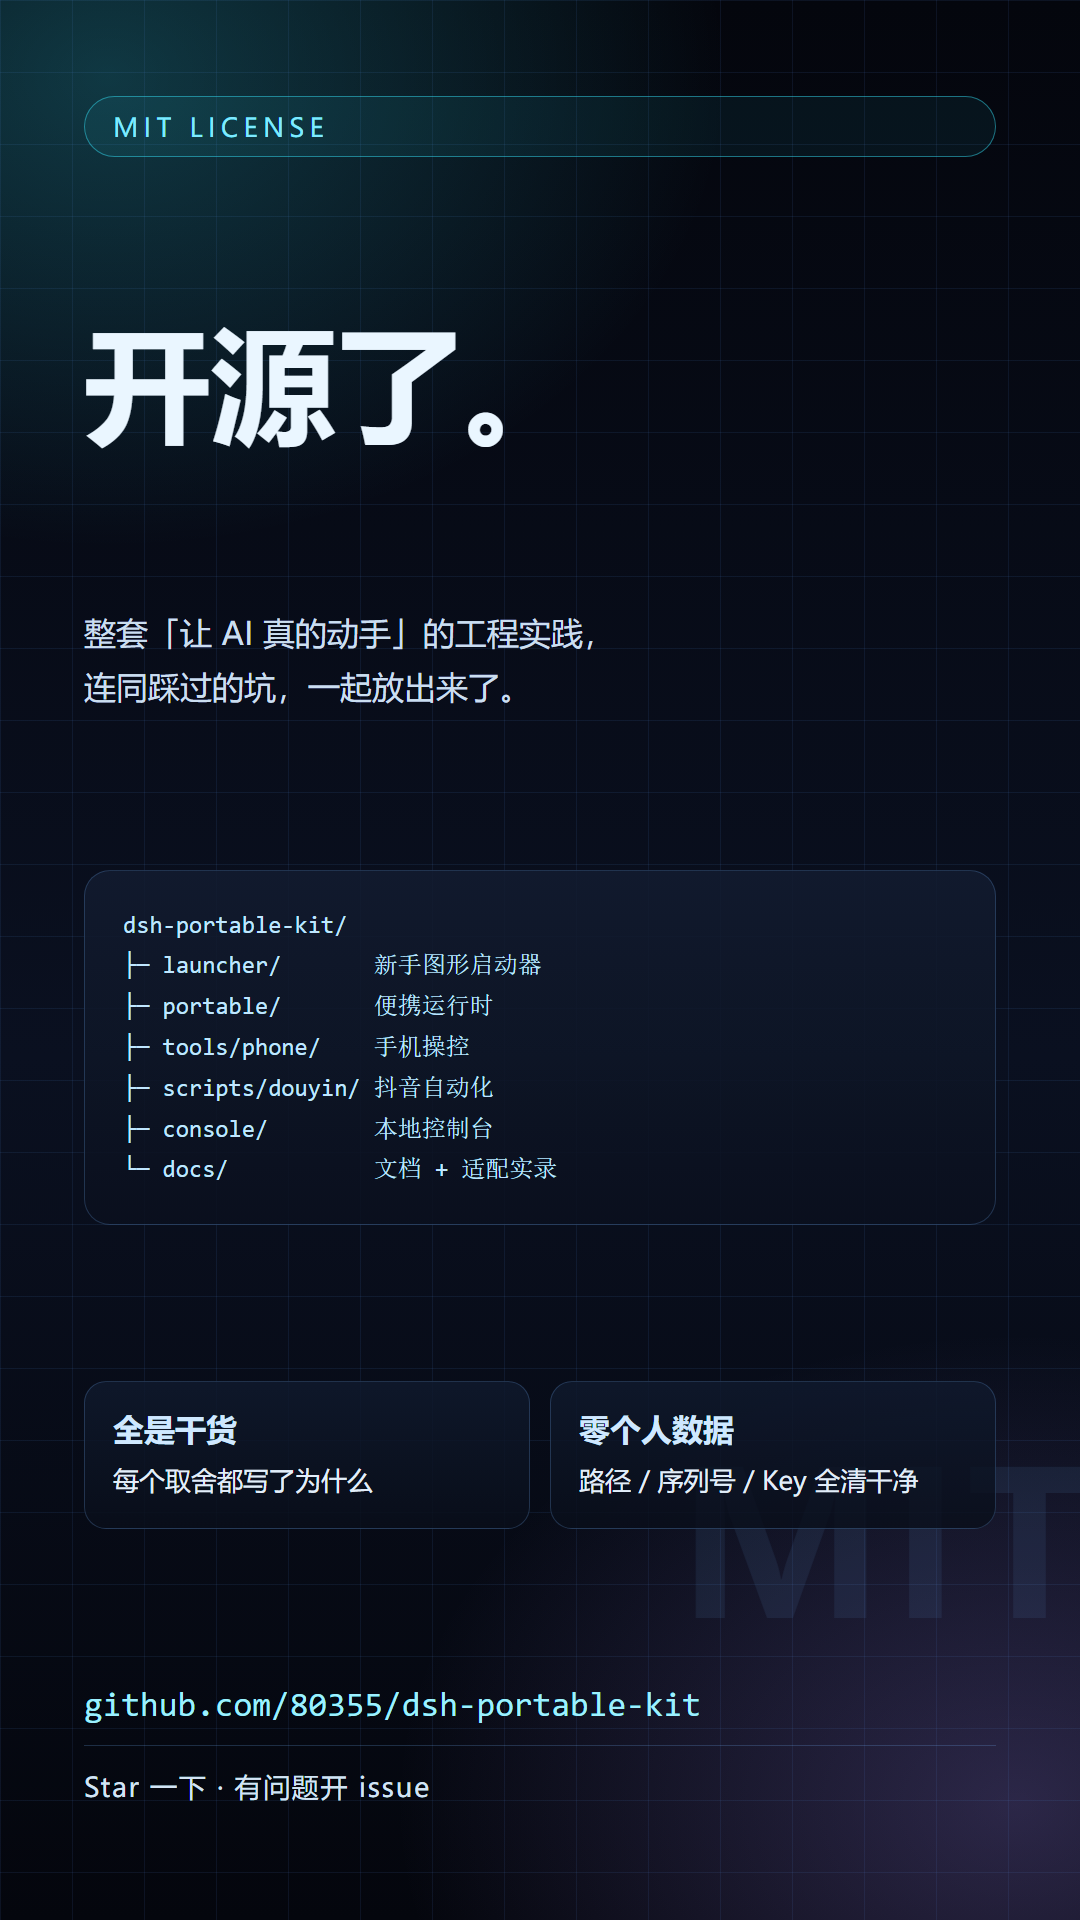 MIT LICENSE
开源了。
整套「让 AI 真的动手」的工程实践，
连同踩过的坑，一起放出来了。
dsh-portable-kit/
├─ launcher/ 新手图形启动器
├─ portable/ 便携运行时
├─ tools/phone/ 手机操控
├─ scripts/douyin/ 抖音自动化
├─ console/ 本地控制台
└─ docs/ 文档 + 适配实录
全是干货
每个取舍都写了为什么
零个人数据
路径 / 序列号 / Key 全清干净
MIT
github.com/80355/dsh-portable-kit
Star 一下 · 有问题开 issue